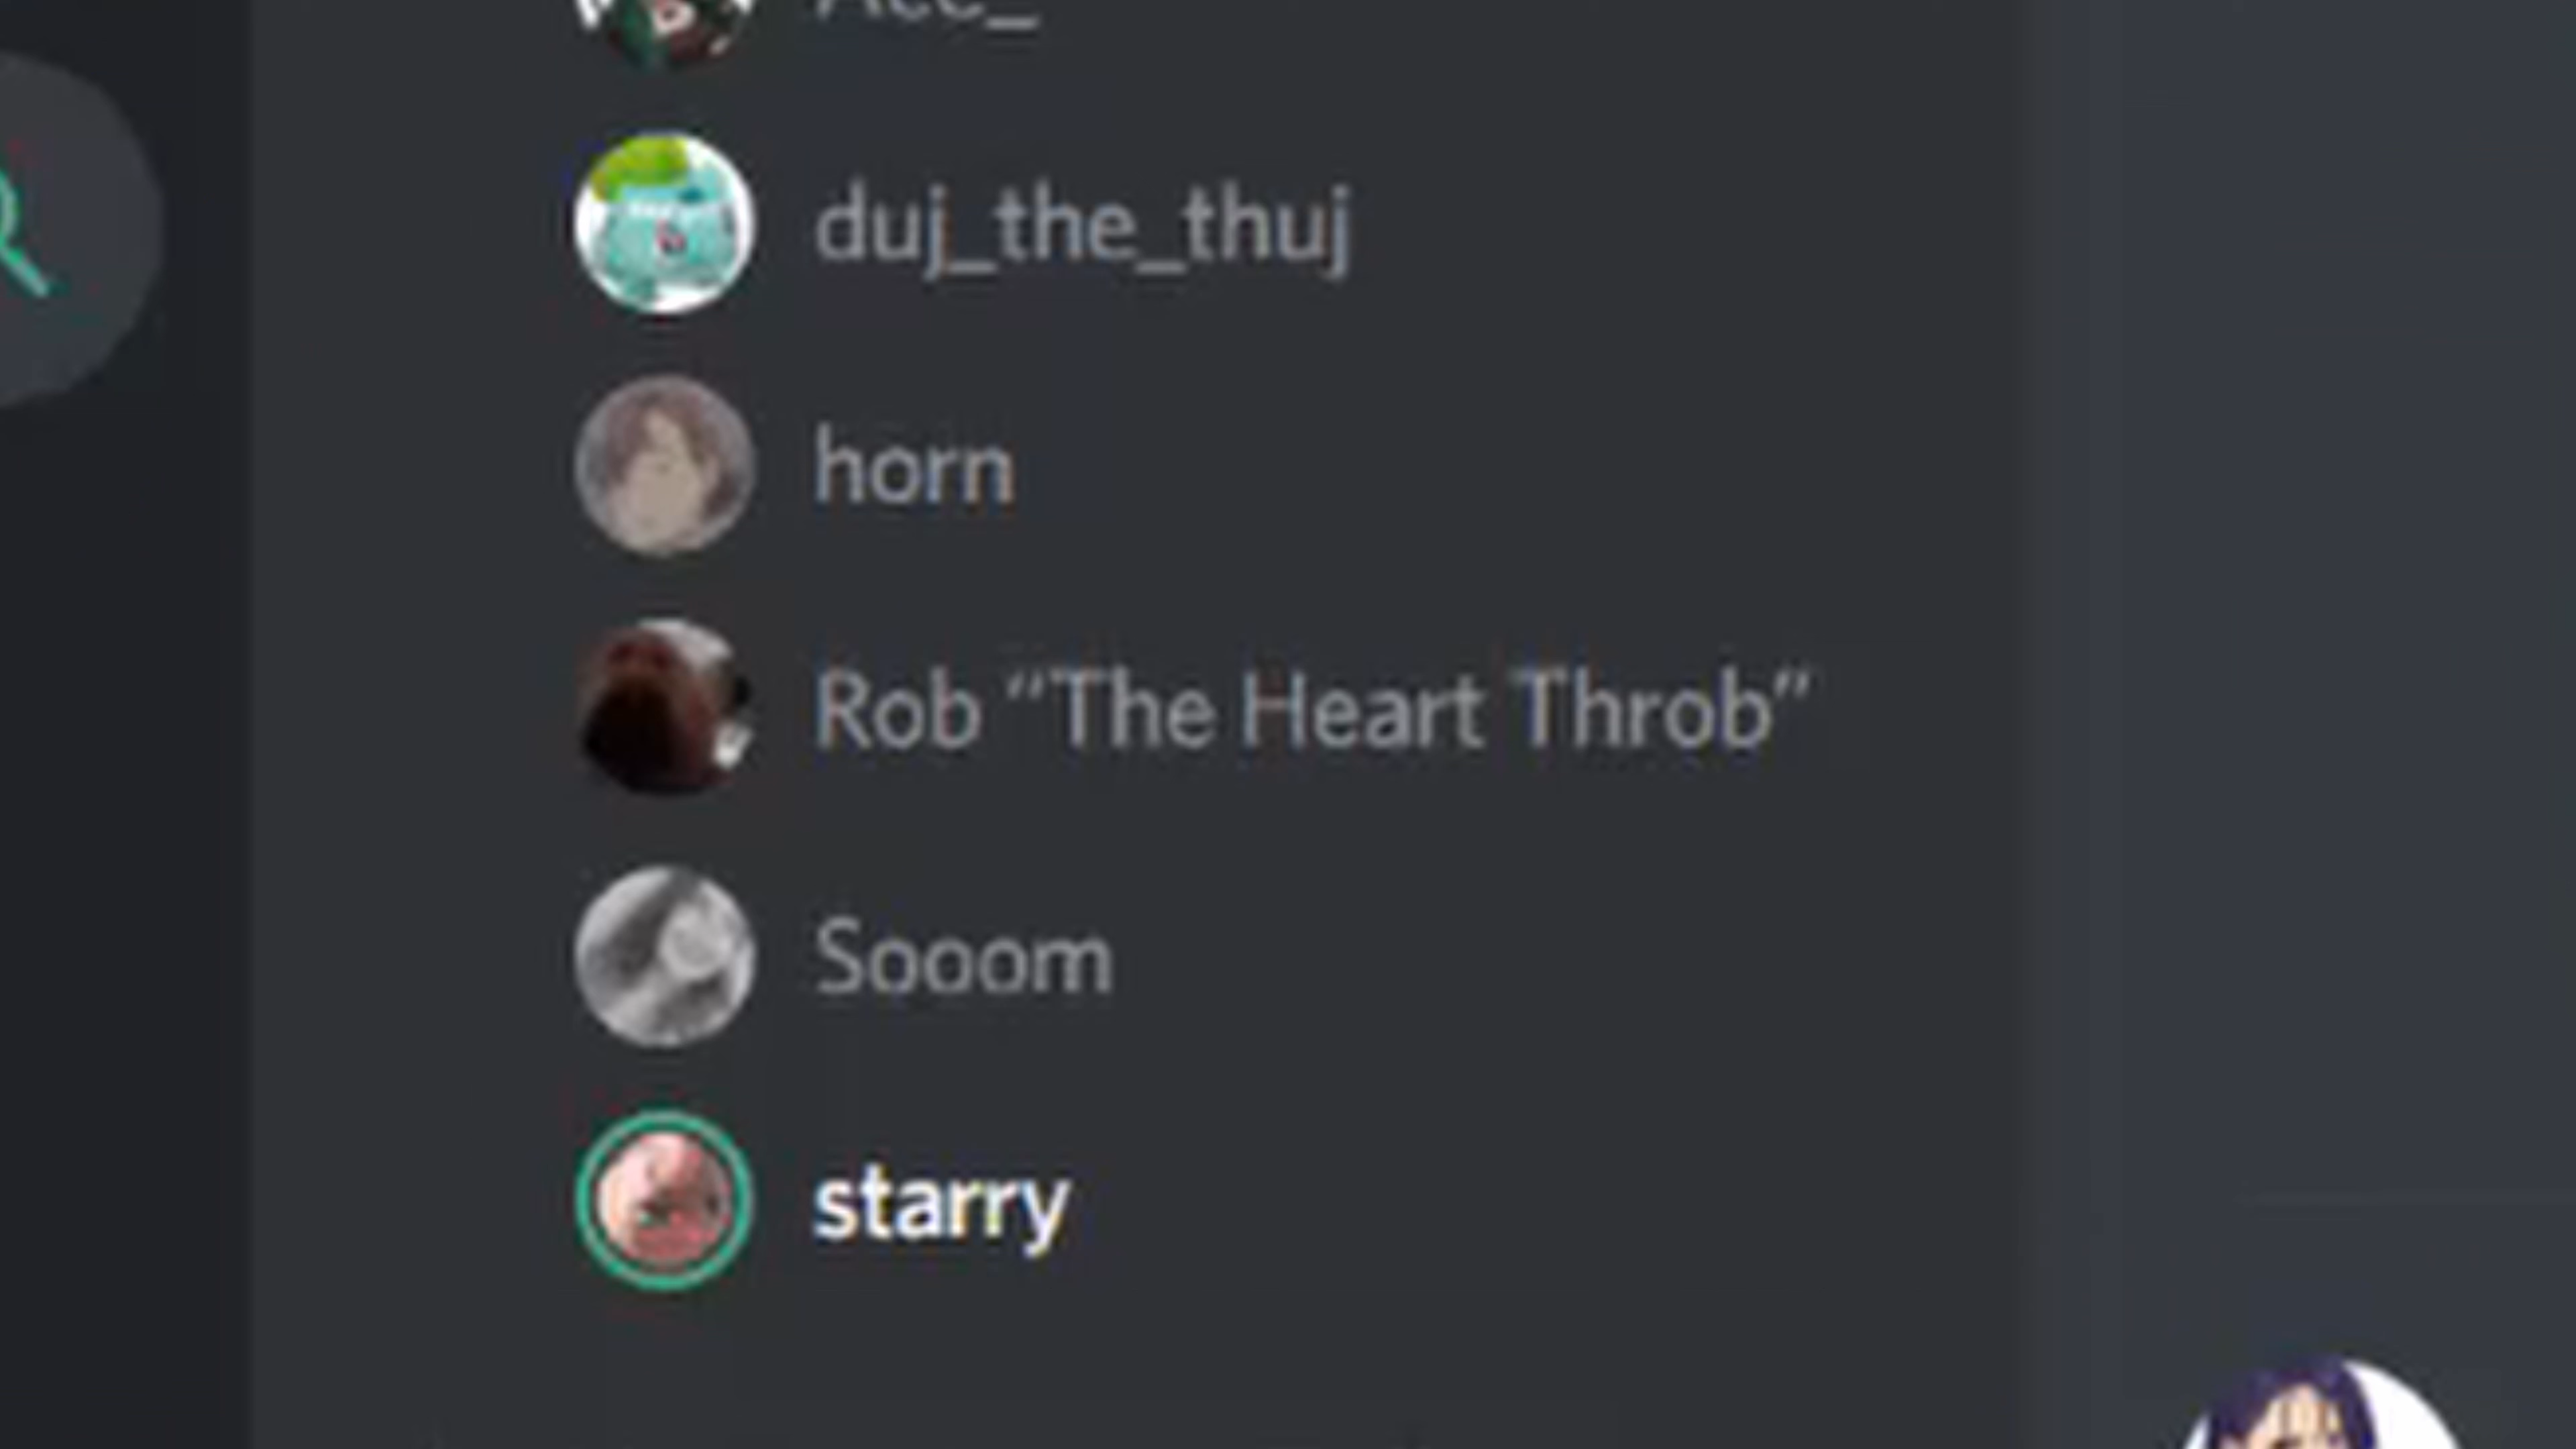 duj_the_thuj
horn
Rob “The Heart Throb”
Sooom
starry